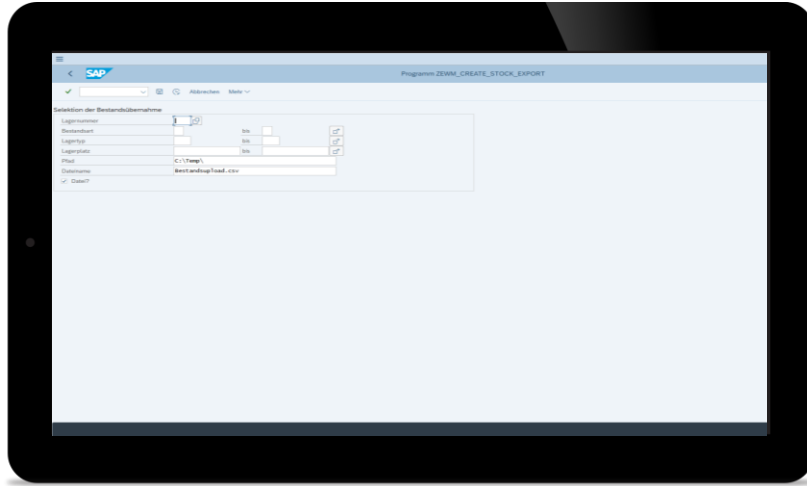 SAP
Programm ZEWM_CREATE_STOCK_EXPORT
Abbrechen Mehr
Selektion der Bestandsübernahme
Lagernummer
Bestandsart bis
Lagertyp bis
Lagerplatz bis
Pfad C:\Temp\
Dateiname Bestandsupload.csv
Datei?